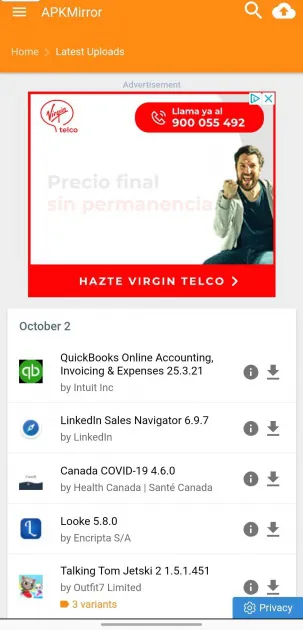 APKMirror
Home > Latest Uploads
Advertisement
Virgin
telco
Llama ya al
900 055 492
Precio final
sin permanencia
HAZTE VIRGIN TELCO >
October 2
QuickBooks Online Accounting,
Invoicing & Expenses 25.3.21
by Intuit Inc
LinkedIn Sales Navigator 6.9.7
by LinkedIn
Canada COVID-19 4.6.0
by Health Canada | Santé Canada
Looke 5.8.0
by Encripta S/A
Talking Tom Jetski 2 1.5.1.451
by Outfit7 Limited
3 variants
Privacy